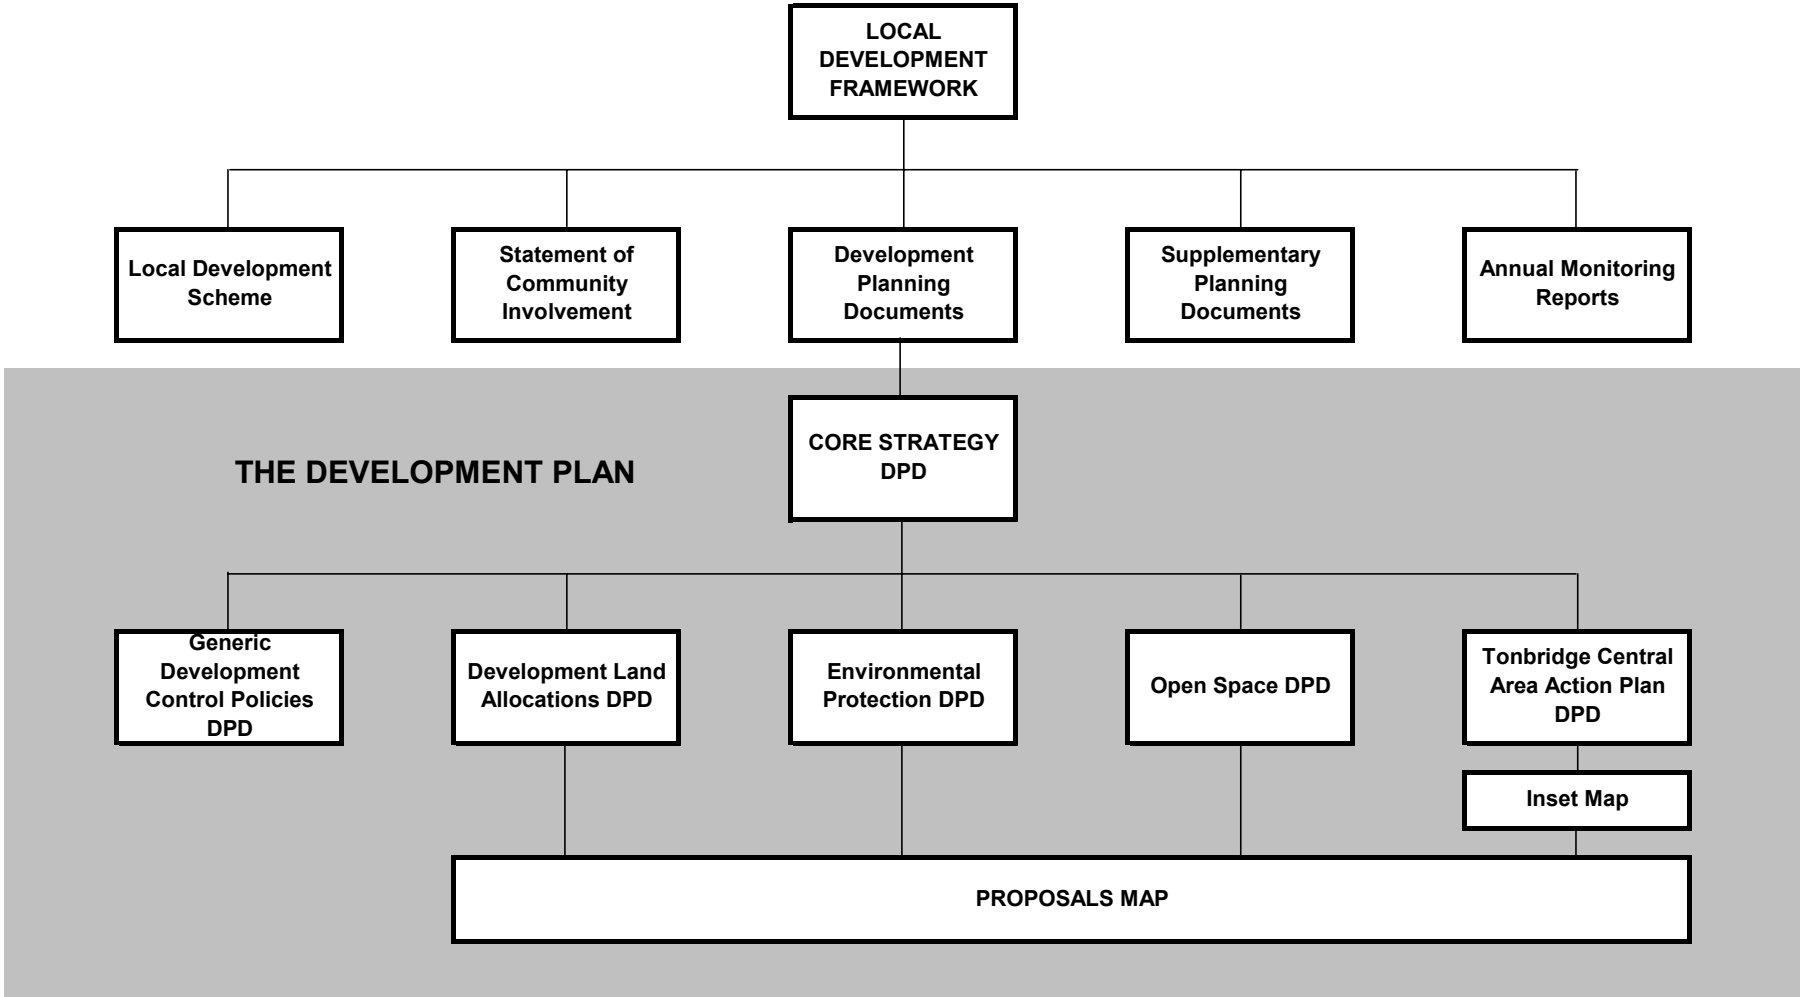 LOCAL
DEVELOPMENT
FRAMEWORK
Local Development
Scheme
Statement of
Community
Involvement
Development
Planning
Documents
Supplementary
Planning
Documents
Annual Monitoring
Reports
THE DEVELOPMENT PLAN
CORE STRATEGY
DPD
Generic
Development
Control Policies
DPD
Development Land
Allocations DPD
Environmental
Protection DPD
Open Space DPD
Tonbridge Central
Area Action Plan
DPD
Inset Map
PROPOSALS MAP